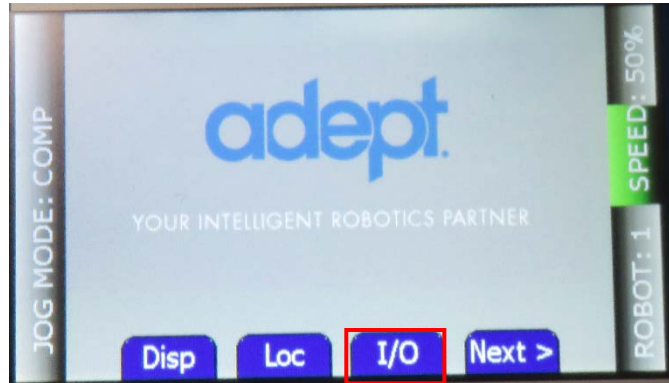 JOG MODE: COMP
adept.
YOUR INTELLIGENT ROBOTICS PARTNER
SPEED: 50%
ROBOT: 1
Disp Loc I/O Next >